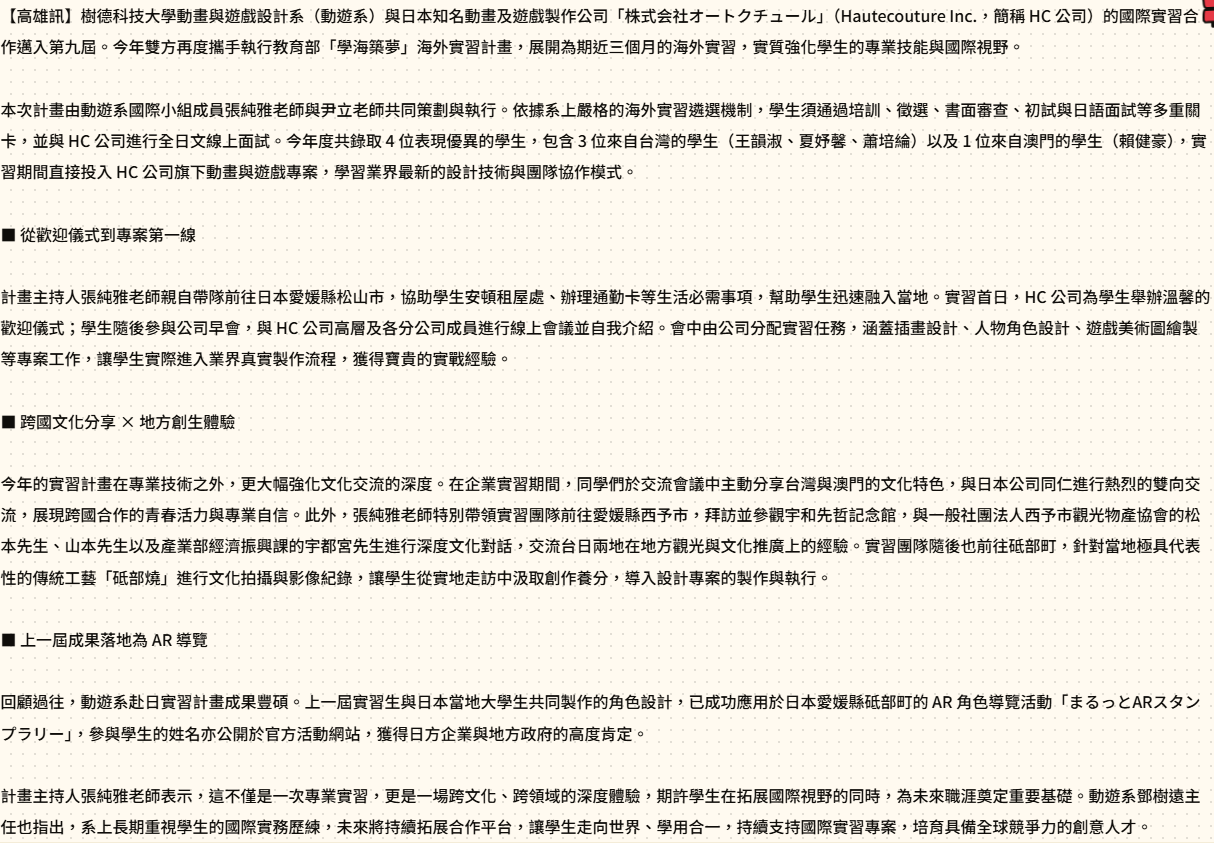 【高雄訊】樹德科技大學動畫與遊戲設計系（動遊系）與日本知名動畫及遊戲製作公司「株式会社オートクチュール」（Hautecouture Inc.，簡稱 HC 公司）的國際實習合
作邁入第九屆。今年雙方再度攜手執行教育部「學海築夢」海外實習計畫，展開為期近三個月的海外實習，實質強化學生的專業技能與國際視野。
本次計畫由動遊系國際小組成員張純雅老師與尹立老師共同策劃與執行。依據系上嚴格的海外實習遴選機制，學生須通過培訓、徵選、書面審查、初試與日語面試等多重關
卡，並與 HC 公司進行全日文線上面試。今年度共錄取 4 位表現優異的學生，包含 3 位來自台灣的學生（王韻淑、夏妤馨、蕭培綸）以及 1 位來自澳門的學生（賴健豪），實
習期間直接投入 HC 公司旗下動畫與遊戲專案，學習業界最新的設計技術與團隊協作模式。
■ 從歡迎儀式到專案第一線
計畫主持人張純雅老師親自帶隊前往日本愛媛縣松山市，協助學生安頓租屋處、辦理通勤卡等生活必需事項，幫助學生迅速融入當地。實習首日，HC 公司為學生舉辦溫馨的
歡迎儀式；學生隨後參與公司早會，與 HC 公司高層及各分公司成員進行線上會議並自我介紹。會中由公司分配實習任務，涵蓋插畫設計、人物角色設計、遊戲美術圖繪製
等專案工作，讓學生實際進入業界真實製作流程，獲得寶貴的實戰經驗。
■ 跨國文化分享 × 地方創生體驗
今年的實習計畫在專業技術之外，更大幅強化文化交流的深度。在企業實習期間，同學們於交流會議中主動分享台灣與澳門的文化特色，與日本公司同仁進行熱烈的雙向交
流，展現跨國合作的青春活力與專業自信。此外，張純雅老師特別帶領實習團隊前往愛媛縣西予市，拜訪並參觀宇和先哲記念館，與一般社團法人西予市觀光物產協會的松
本先生、山本先生以及產業部經濟振興課的宇都宮先生進行深度文化對話，交流台日兩地在地方觀光與文化推廣上的經驗。實習團隊隨後也前往砥部町，針對當地極具代表
性的傳統工藝「砥部燒」進行文化拍攝與影像紀錄，讓學生從實地走訪中汲取創作養分，導入設計專案的製作與執行。
■ 上一屆成果落地為 AR 導覽
回顧過往，動遊系赴日實習計畫成果豐碩。上一屆實習生與日本當地大學生共同製作的角色設計，已成功應用於日本愛媛縣砥部町的 AR 角色導覽活動「まるっとARスタン
プラリー」，參與學生的姓名亦公開於官方活動網站，獲得日方企業與地方政府的高度肯定。
計畫主持人張純雅老師表示，這不僅是一次專業實習，更是一場跨文化、跨領域的深度體驗，期許學生在拓展國際視野的同時，為未來職涯奠定重要基礎。動遊系鄧樹遠主
任也指出，系上長期重視學生的國際實務歷練，未來將持續拓展合作平台，讓學生走向世界、學用合一，持續支持國際實習專案，培育具備全球競爭力的創意人才。